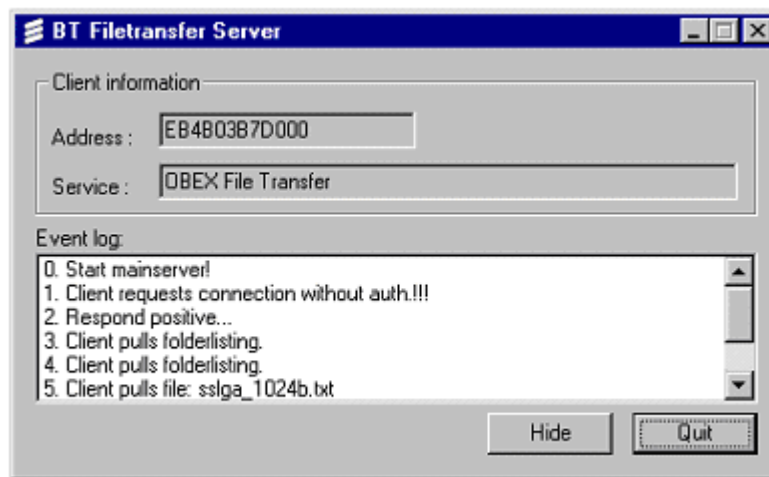 BT Filetransfer Server
Client information
Address : EB4B03B7D000
Service : OBEX File Transfer
Event log:
0. Start mainserver!
1. Client requests connection without auth.!!!
2. Respond positive...
3. Client pulls folderlisting.
4. Client pulls folderlisting.
5. Client pulls file: sslga_1024b.txt
Hide Quit